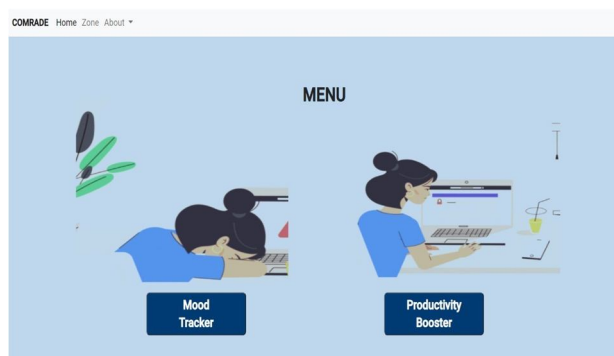 COMRADE Home Zone About
MENU
Mood
Tracker
Productivity
Booster